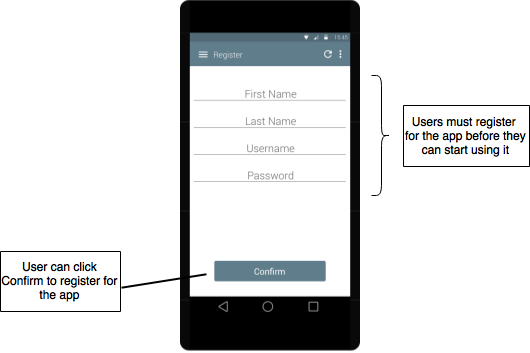 15:45
Register
First Name
Last Name
Username
Password
Confirm
Users must register
for the app before they
can start using it
User can click
Confirm to register for
the app